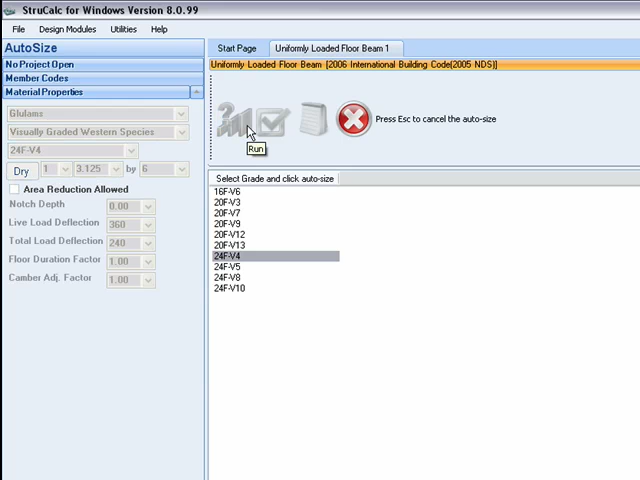 StruCalc for Windows Version 8.0.99
File Design Modules Utilities Help
AutoSize
No Project Open
Member Codes
Material Properties
Glulams
Visually Graded Western Species
24F-V4
Dry 1 3.125 by 6
Area Reduction Allowed
Notch Depth 0.00
Live Load Deflection 360
Total Load Deflection 240
Floor Duration Factor 1.00
Camber Adj. Factor 1.00
Start Page Uniformly Loaded Floor Beam 1
Uniformly Loaded Floor Beam [2006 International Building Code(2005 NDS)]
Press Esc to cancel the auto-size
Run
Select Grade and click auto-size
16F-V6
20F-V3
20F-V7
20F-V9
20F-V12
20F-V13
24F-V4
24F-V5
24F-V8
24F-V10